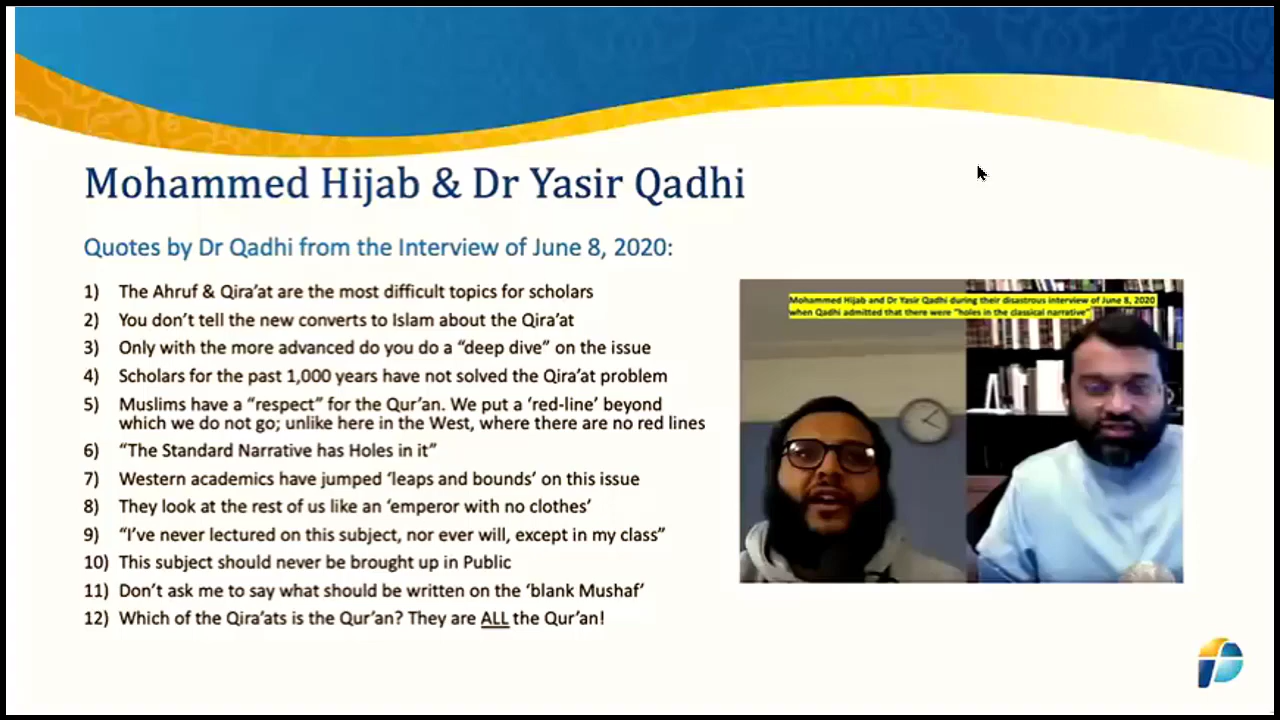 Mohammed Hijab & Dr Yasir Qadhi
Quotes by Dr Qadhi from the Interview of June 8, 2020:
1) The Ahruf & Qira’at are the most difficult topics for scholars
2) You don’t tell the new converts to Islam about the Qira’at
3) Only with the more advanced do you do a “deep dive” on the issue
4) Scholars for the past 1,000 years have not solved the Qira’at problem
5) Muslims have a “respect” for the Qur’an. We put a ‘red-line’ beyond
which we do not go; unlike here in the West, where there are no red lines
6) “The Standard Narrative has Holes in it”
7) Western academics have jumped ‘leaps and bounds’ on this issue
8) They look at the rest of us like an ‘emperor with no clothes’
9) “I’ve never lectured on this subject, nor ever will, except in my class”
10) This subject should never be brought up in Public
11) Don’t ask me to say what should be written on the ‘blank Mushaf’
12) Which of the Qira’ats is the Qur’an? They are ALL the Qur’an!
Mohammed Hijab and Dr Yasir Qadhi during their disastrous interview of June 8, 2020
when Qadhi admitted that there were “holes in the classical narrative”